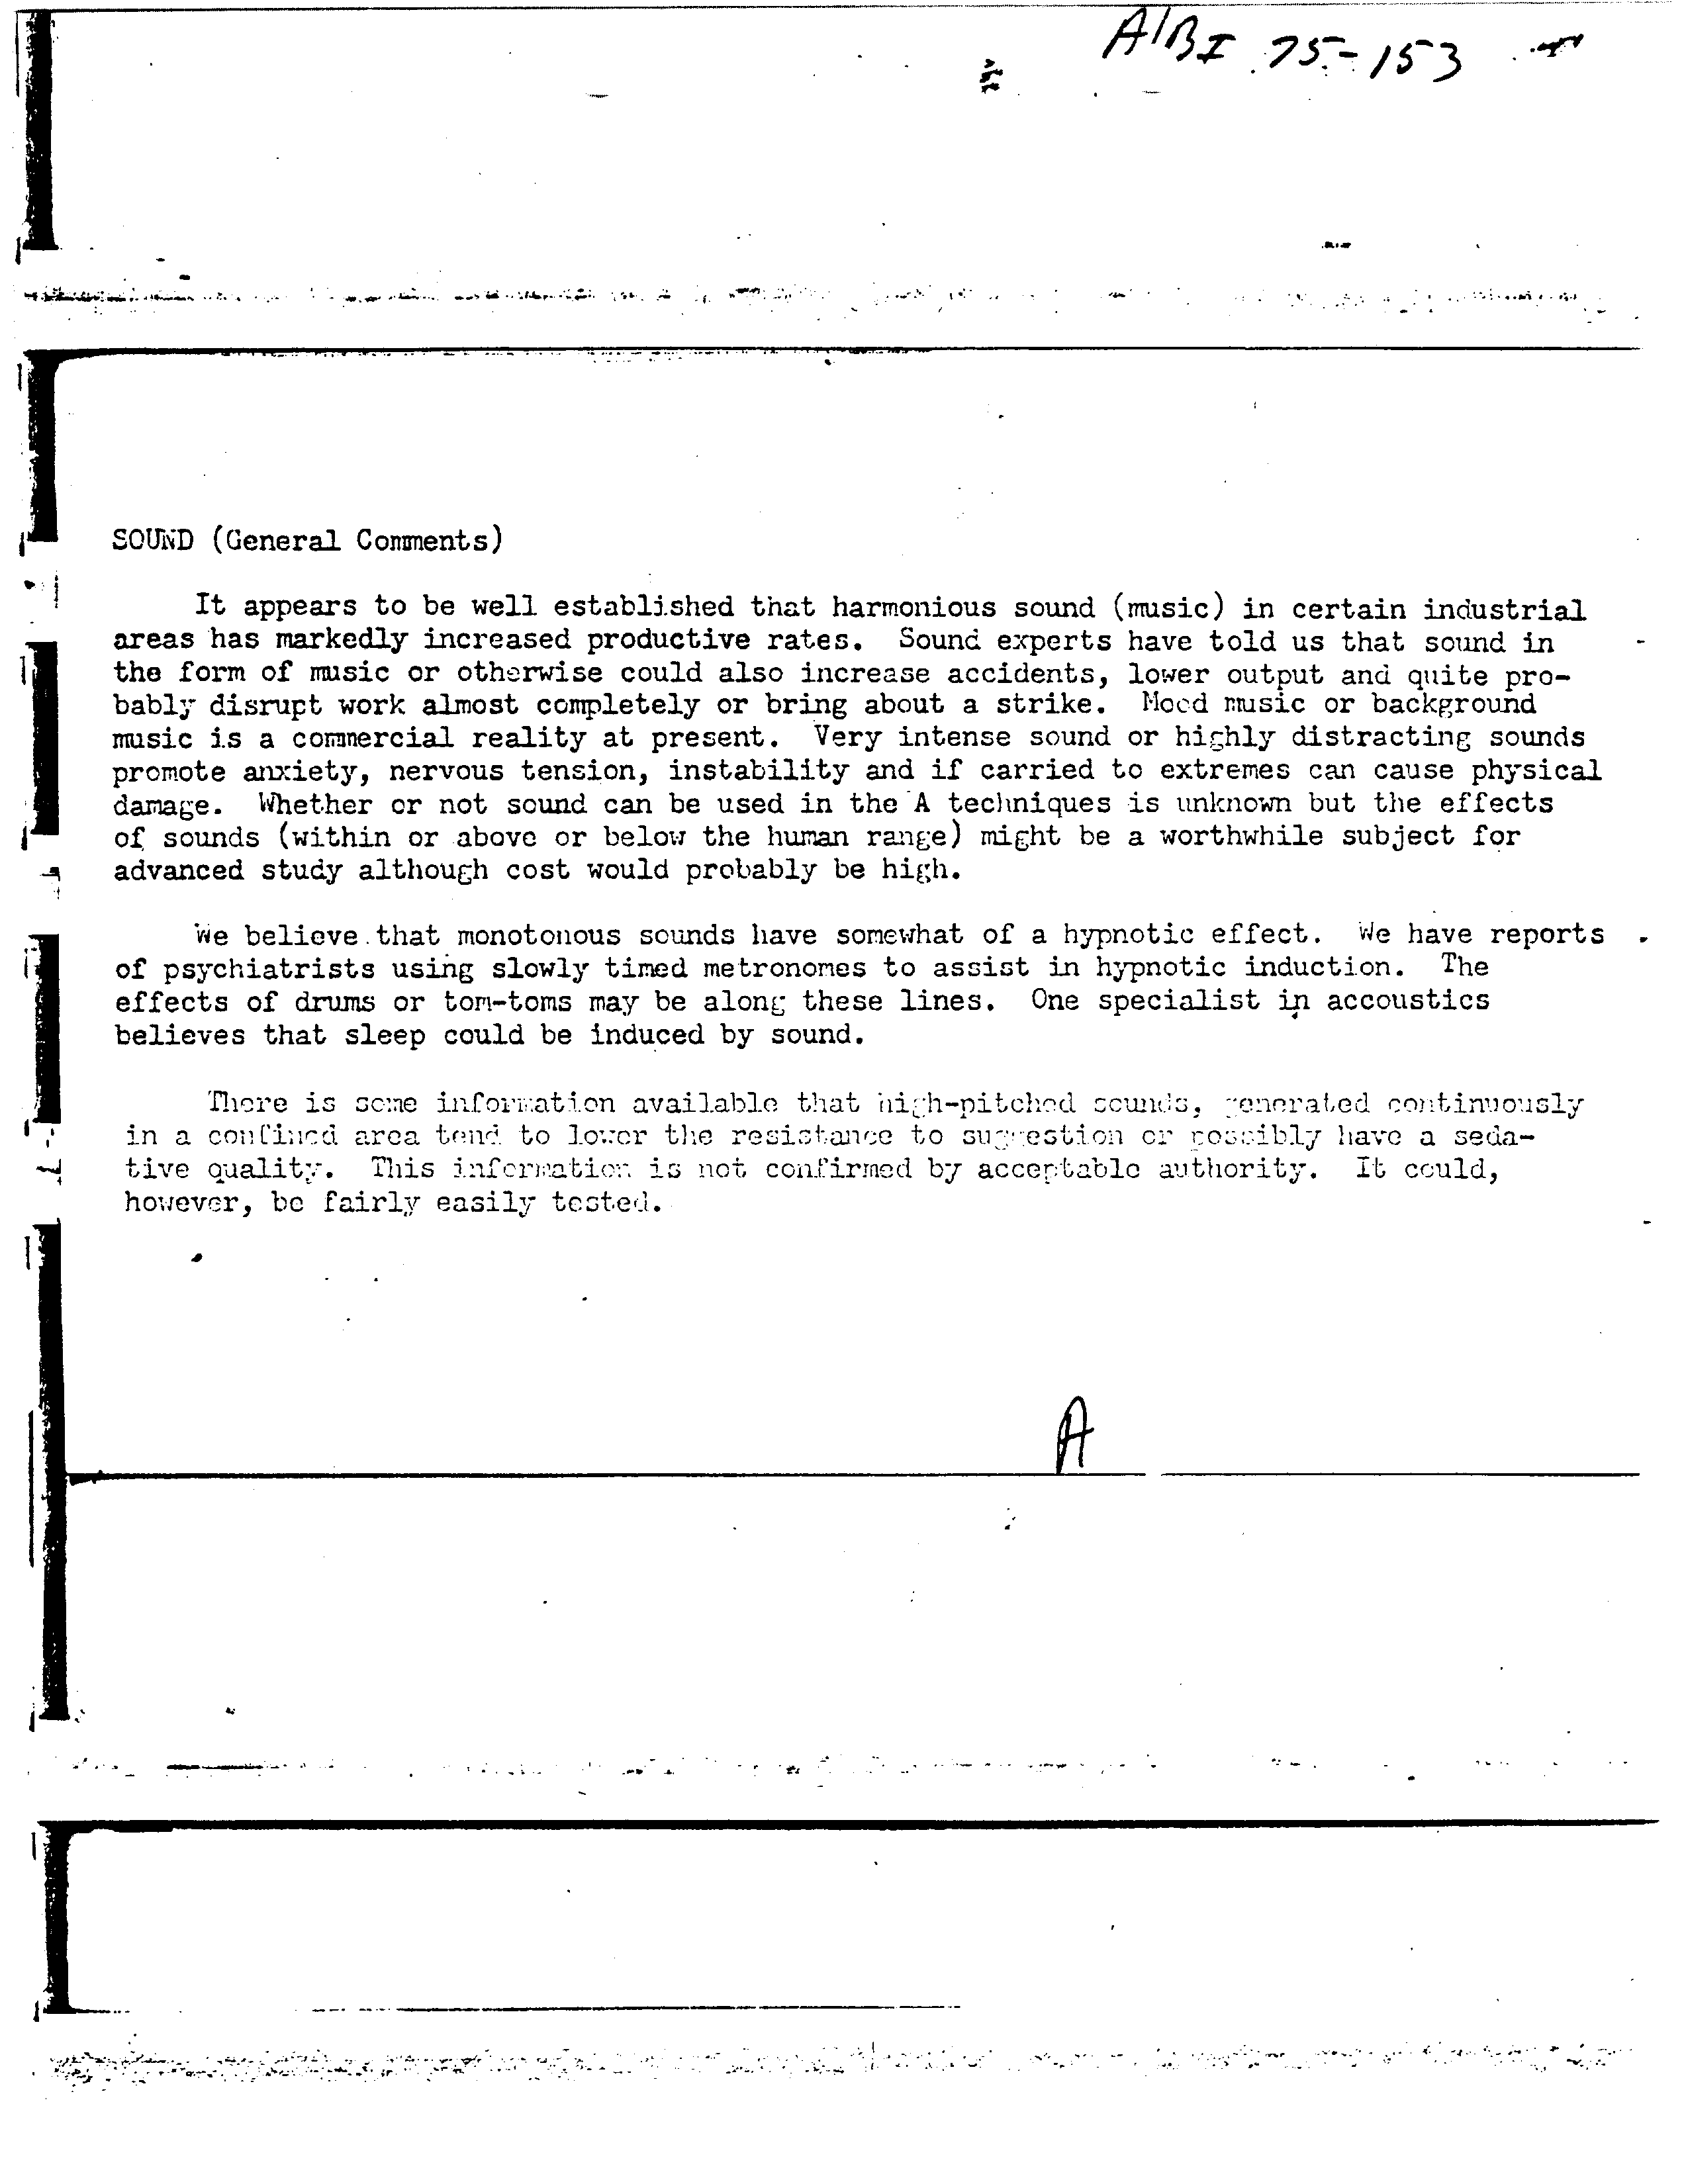 A/B I 75-153
SOUND (General Comments)
It appears to be well established that harmonious sound (music) in certain industrial
areas has markedly increased productive rates. Sound experts have told us that sound in
the form of music or otherwise could also increase accidents, lower output and quite pro-
bably disrupt work almost completely or bring about a strike. Mood music or background
music is a commercial reality at present. Very intense sound or highly distracting sounds
promote anxiety, nervous tension, instability and if carried to extremes can cause physical
damage. Whether or not sound can be used in the A techniques is unknown but the effects
of sounds (within or above or below the human range) might be a worthwhile subject for
advanced study although cost would probably be high.
We believe that monotonous sounds have somewhat of a hypnotic effect. We have reports
of psychiatrists using slowly timed metronomes to assist in hypnotic induction. The
effects of drums or tom-toms may be along these lines. One specialist in accoustics
believes that sleep could be induced by sound.
There is some information available that high-pitched sounds, generated continuously
in a confined area tend to lower the resistance to suggestion or possibly have a seda-
tive quality. This information is not confirmed by acceptable authority. It could,
however, be fairly easily tested.
A